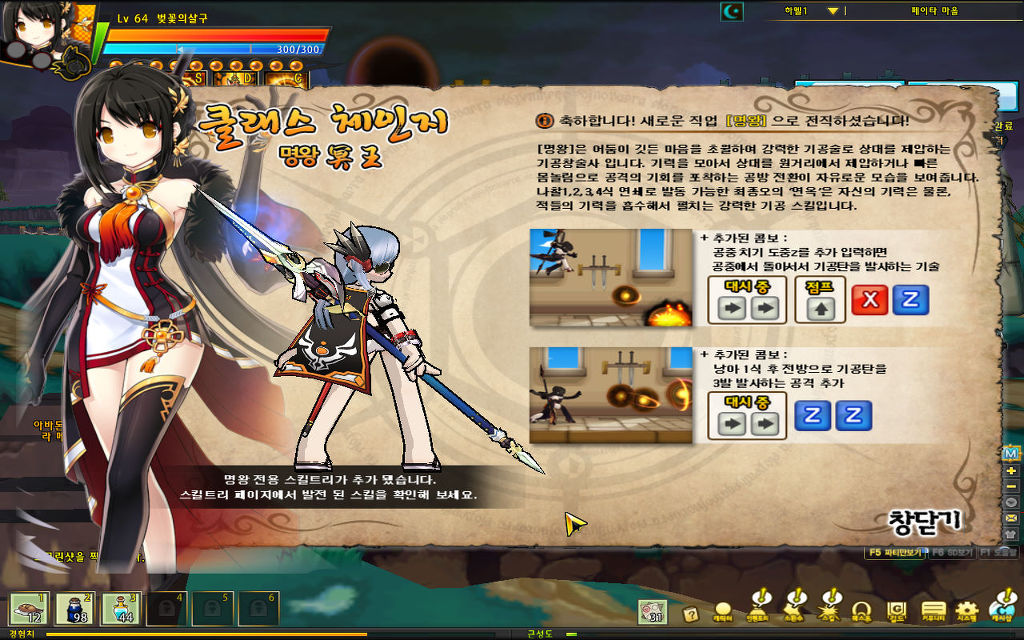 Lv 64 벚꽃의살구
300/300
S
D
C
하멜1
페이타 마을
클래스 체인지
명왕 冥王
축하합니다! 새로운 직업 [명왕] 으로 전직하셨습니다!
[명왕]은 어둠이 깃든 마음을 초월하여 강력한 기공술로 상대를 제압하는
기공창술사 입니다. 기력을 모아서 상대를 원거리에서 제압하거나 빠른
몸놀림으로 공격의 기회를 포착하는 공방 전환이 자유로운 모습을 보여줍니다.
나찰1,2,3,4식 연쇄로 발동 가능한 최종오의 '연옥'은 자신의 기력은 물론,
적들의 기력을 흡수해서 펼치는 강력한 기공 스킬입니다.
+ 추가된 콤보 :
공중치기 도중Z를 추가 입력하면
공중에서 돌아서서 기공탄을 발사하는 기술
대시 중
점프
X
Z
+ 추가된 콤보 :
낭아 1식 후 전방으로 기공탄을
3발 발사하는 공격 추가
대시 중
Z
Z
명왕 전용 스킬트리가 추가 됐습니다.
스킬트리 페이지에서 발전 된 스킬을 확인해 보세요.
창닫기
M
F5 파티만보기
F6 SD보기
F1 도움말
1
12
2
93
3
44
4
5
6
31
경험치
근성도